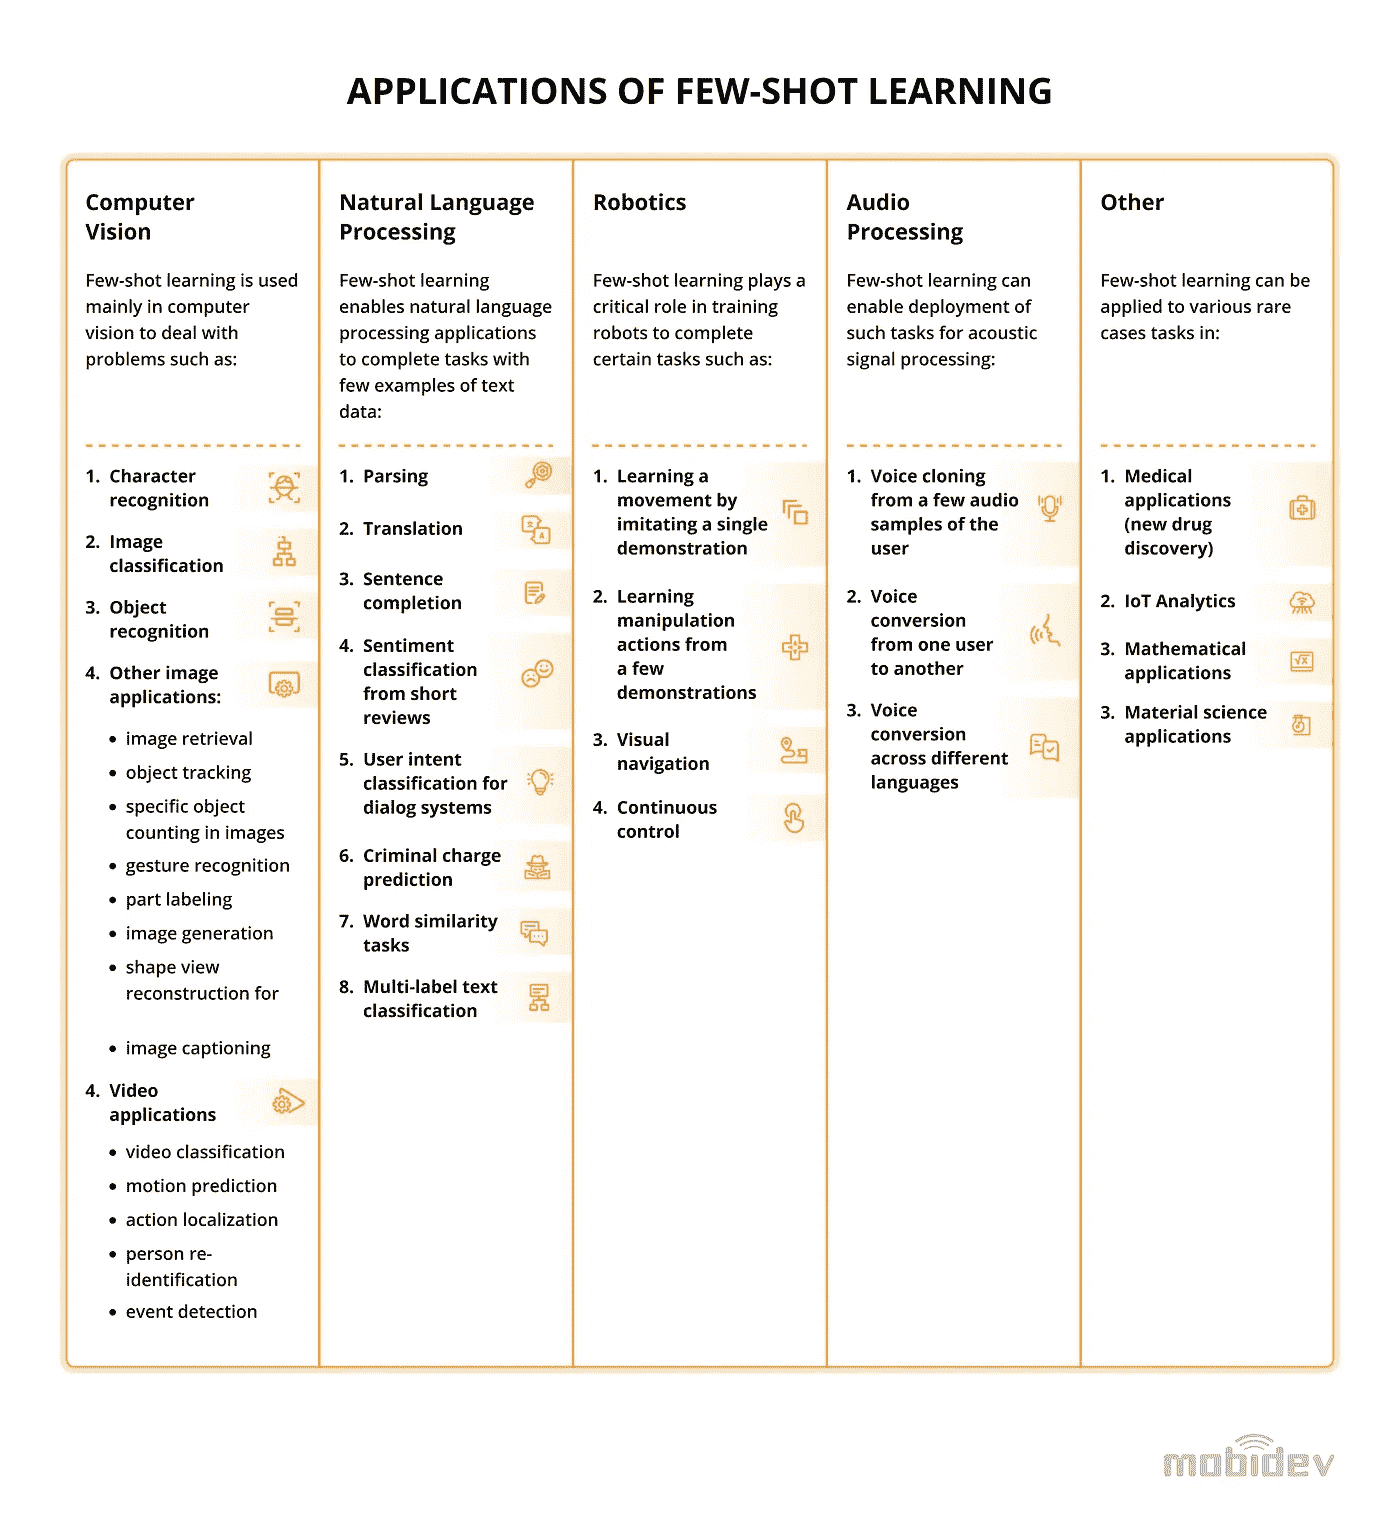 APPLICATIONS OF FEW-SHOT LEARNING
Computer
Vision
Few-shot learning is used
mainly in computer
vision to deal with
problems such as:
1. Character
recognition
2. Image
classification
3. Object
recognition
4. Other image
applications:
• image retrieval
• object tracking
• specific object
counting in images
• gesture recognition
• part labeling
• image generation
• shape view
reconstruction for
• image captioning
4. Video
applications
• video classification
• motion prediction
• action localization
• person re-
identification
• event detection
Natural Language
Processing
Few-shot learning
enables natural language
processing applications
to complete tasks with
few examples of text
data:
1. Parsing
2. Translation
3. Sentence
completion
4. Sentiment
classification
from short
reviews
5. User intent
classification for
dialog systems
6. Criminal charge
prediction
7. Word similarity
tasks
8. Multi-label text
classification
Robotics
Few-shot learning plays a
critical role in training
robots to complete
certain tasks such as:
1. Learning a
movement by
imitating a single
demonstration
2. Learning
manipulation
actions from
a few
demonstrations
3. Visual
navigation
4. Continuous
control
Audio
Processing
Few-shot learning can
enable deployment of
such tasks for acoustic
signal processing:
1. Voice cloning
from a few audio
samples of the
user
2. Voice
conversion
from one user
to another
3. Voice
conversion
across different
languages
Other
Few-shot learning can be
applied to various rare
cases tasks in:
1. Medical
applications
(new drug
discovery)
2. IoT Analytics
3. Mathematical
applications
3. Material science
applications
mobidev